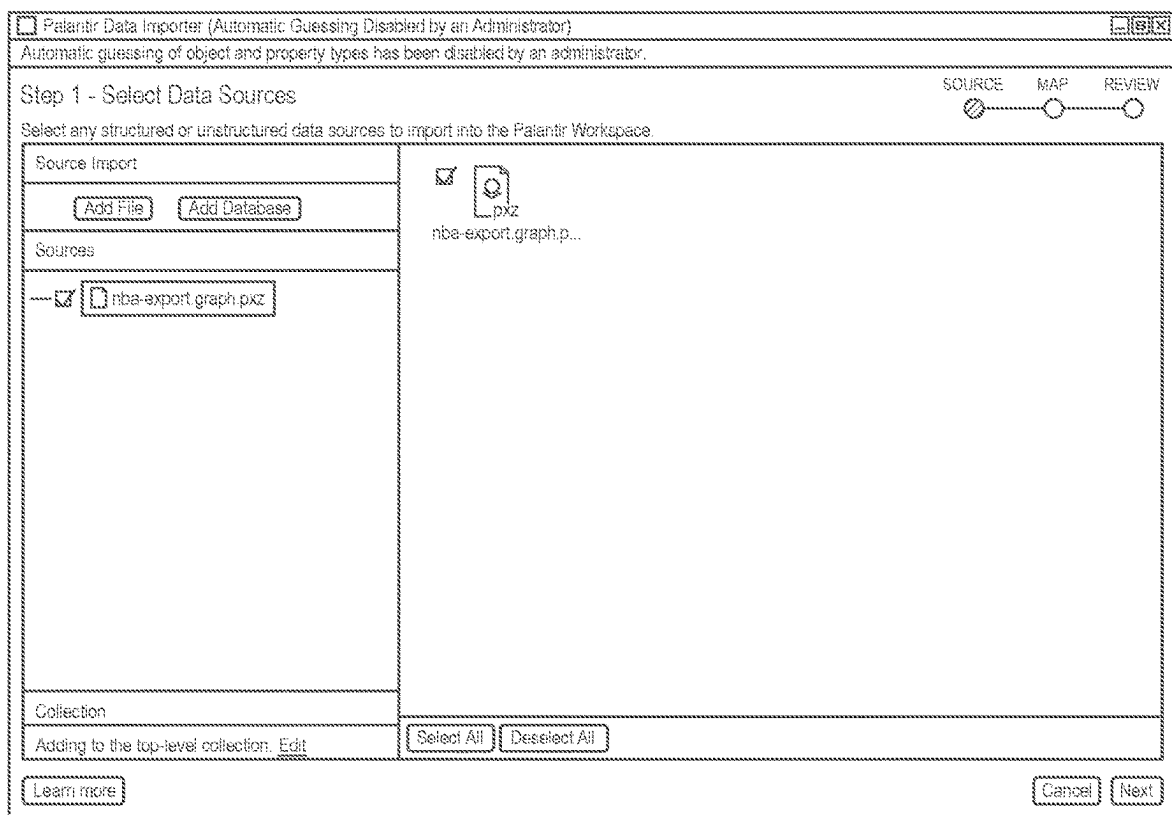 Palantir Data Importer (Automatic Guessing Disabled by an Administrator)
Automatic guessing of object and property types has been disabled by an administrator.
Step 1 - Select Data Sources
SOURCE MAP REVIEW
Select any structured or unstructured data sources to import into the Palantir Workspace.
Source Import
Add File Add Database
Sources
nba-export.graph.pxz
pxz
nba-export.graph.p...
Collection
Adding to the top-level collection. Edit
Select All Deselect All
Learn more
Cancel Next